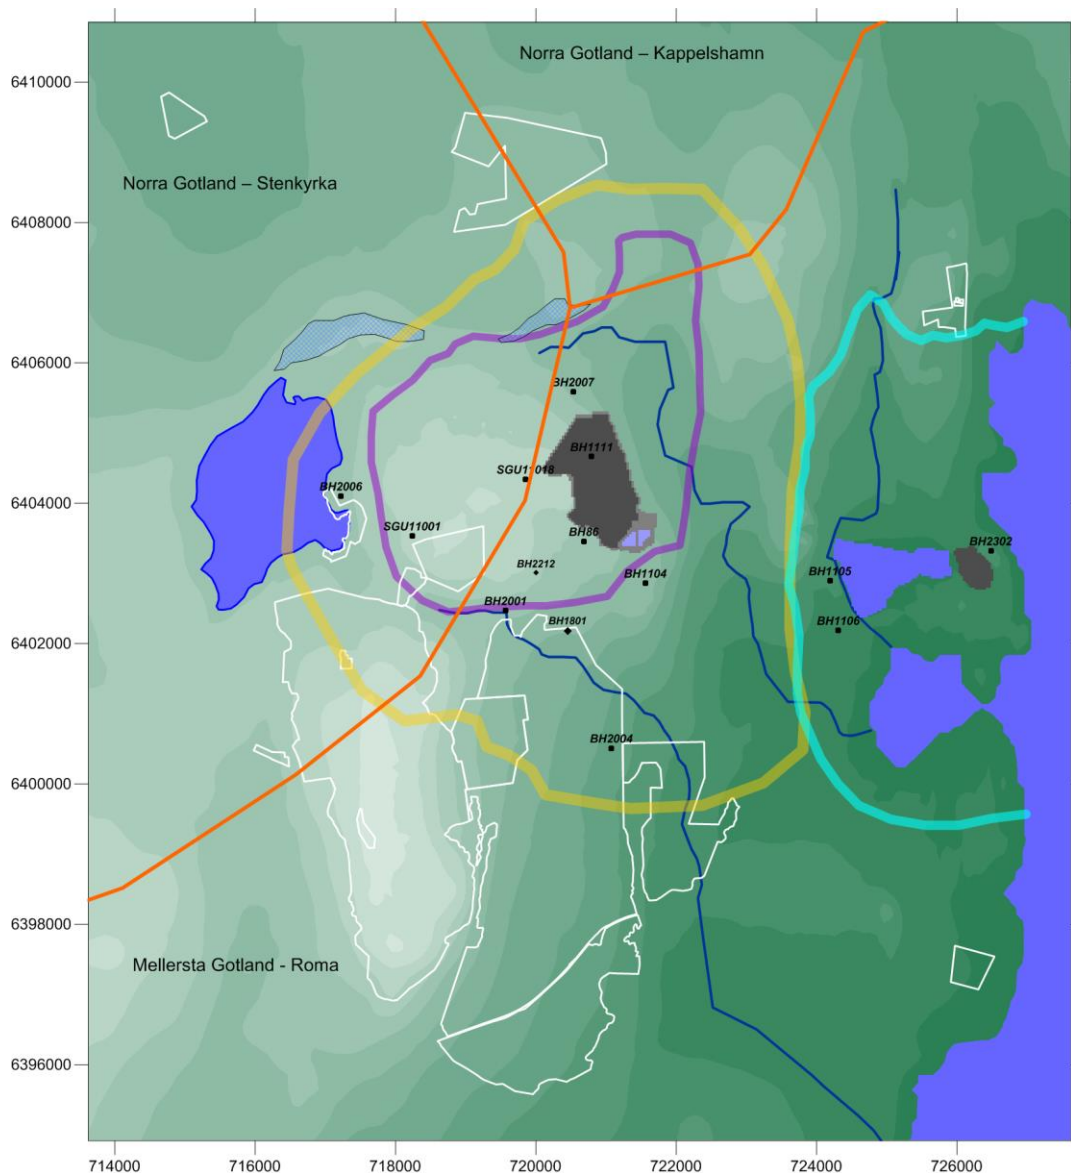 Norra Gotland – Kappelshamn
6410000
Norra Gotland – Stenkyrka
6408000
6406000
BH2007
BH1111
SGU11018
6404000
BH2006
SGU11001
BH86
BH2302
BH2212
BH1104
BH1105
BH2001
BH1801
BH1106
6402000
BH2004
6400000
6398000
Mellersta Gotland - Roma
6396000
714000 716000 718000 720000 722000 724000 726000